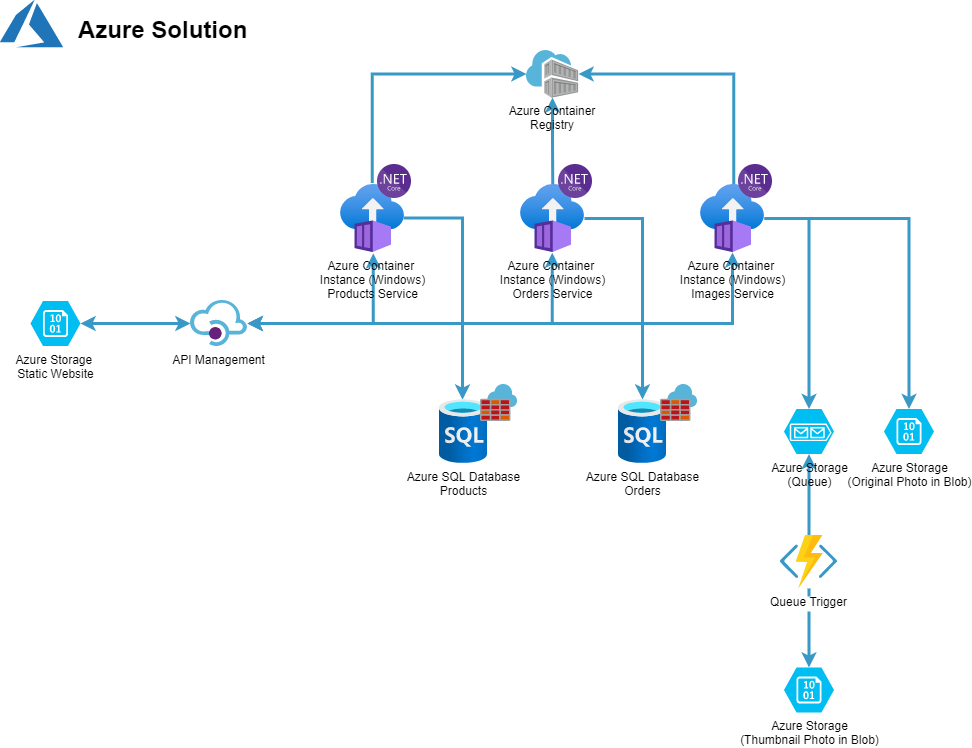 Azure Solution
Azure Container
Registry
.NET
Core
.NET
Core
.NET
Core
Azure Container
Instance (Windows)
Products Service
Azure Container
Instance (Windows)
Orders Service
Azure Container
Instance (Windows)
Images Service
10
01
Azure Storage
Static Website
API Management
SQL
Azure SQL Database
Products
SQL
Azure SQL Database
Orders
Azure Storage
(Queue)
10
01
Azure Storage
(Original Photo in Blob)
Queue Trigger
10
01
Azure Storage
(Thumbnail Photo in Blob)